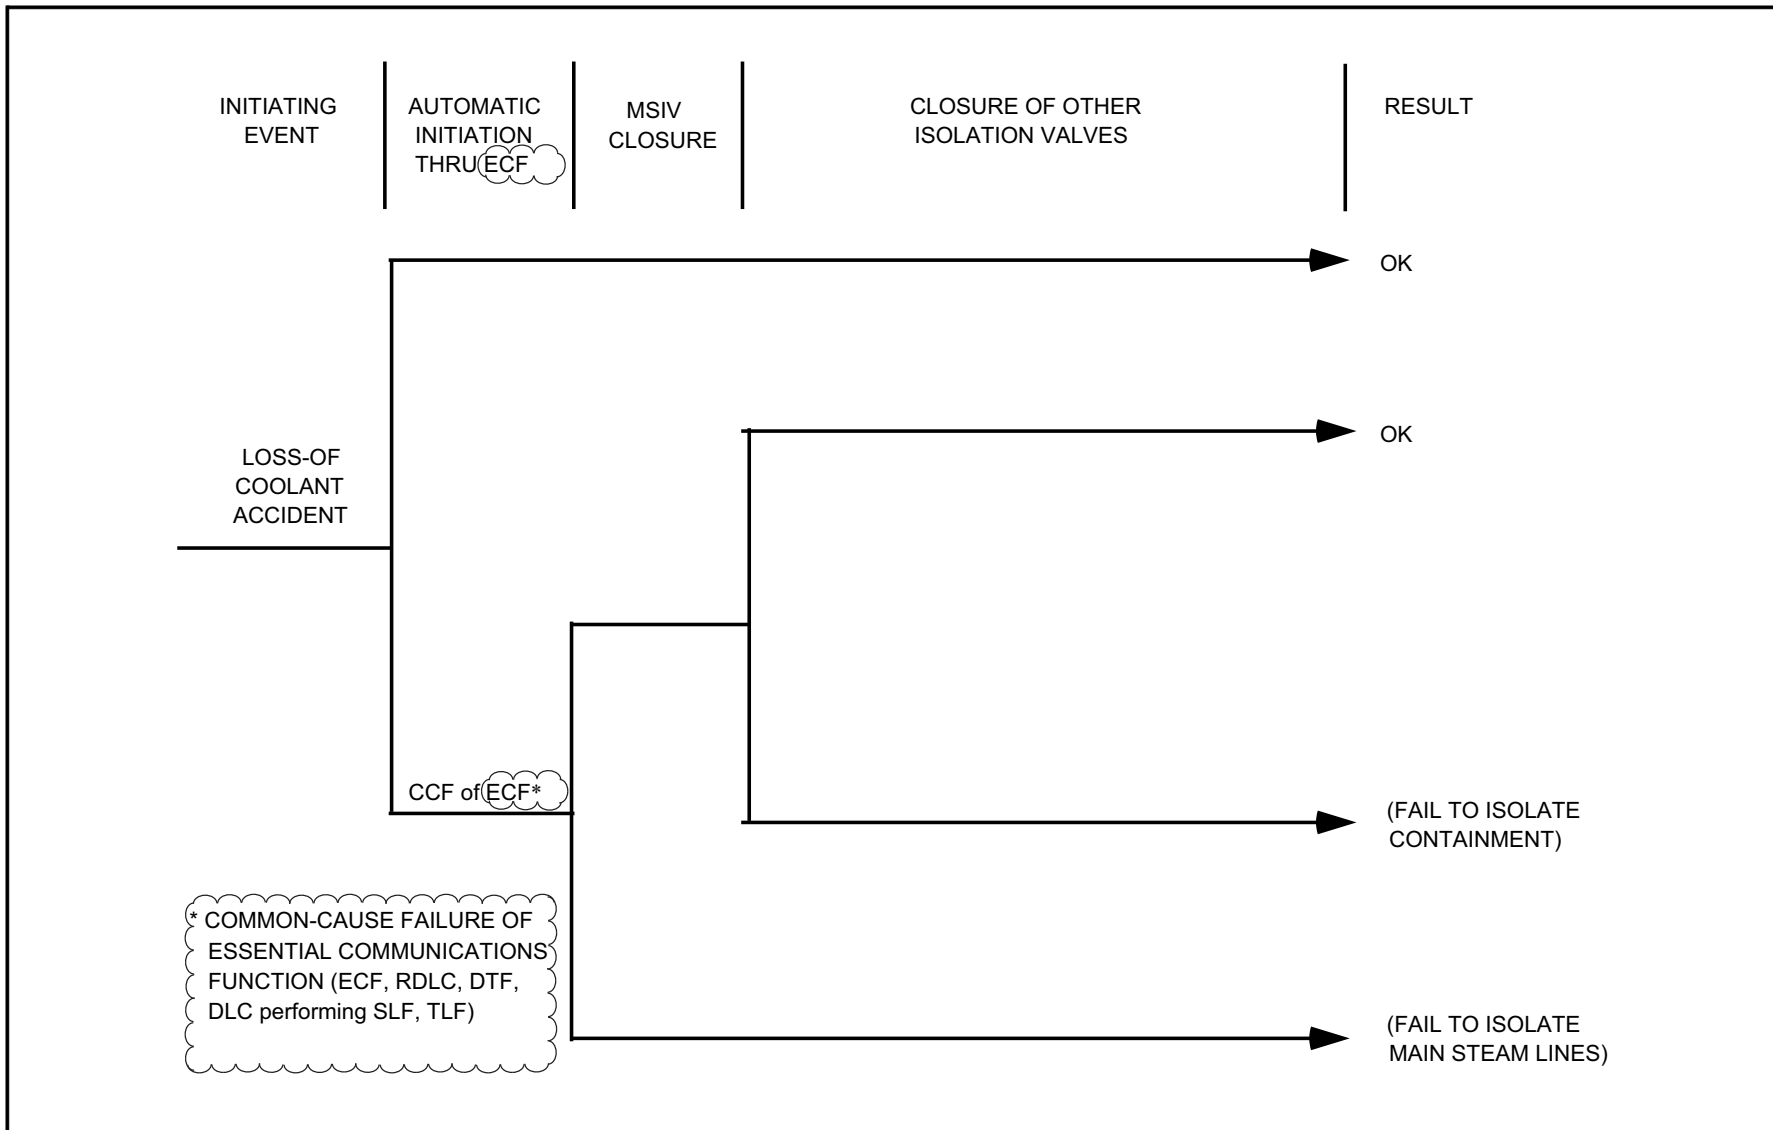 INITIATING
EVENT
AUTOMATIC
INITIATION
THRU ECF
MSIV
CLOSURE
CLOSURE OF OTHER
ISOLATION VALVES
RESULT
OK
OK
LOSS-OF
COOLANT
ACCIDENT
CCF of ECF*
(FAIL TO ISOLATE
CONTAINMENT)
* COMMON-CAUSE FAILURE OF
ESSENTIAL COMMUNICATIONS
FUNCTION (ECF, RDLC, DTF,
DLC performing SLF, TLF)
(FAIL TO ISOLATE
MAIN STEAM LINES)